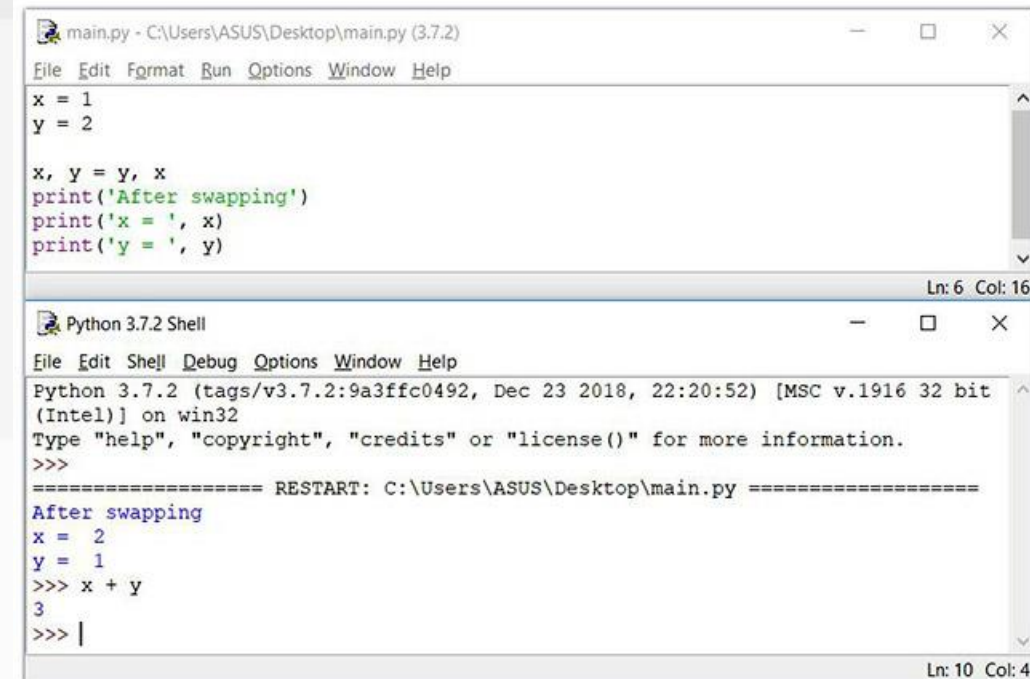 main.py - C:\Users\ASUS\Desktop\main.py (3.7.2)
File Edit Format Run Options Window Help
x = 1
y = 2
x, y = y, x
print('After swapping')
print('x = ', x)
print('y = ', y)
Ln: 6 Col: 16
Python 3.7.2 Shell
File Edit Shell Debug Options Window Help
Python 3.7.2 (tags/v3.7.2:9a3ffc0492, Dec 23 2018, 22:20:52) [MSC v.1916 32 bit
(Intel)] on win32
Type "help", "copyright", "credits" or "license()" for more information.
>>>
=================== RESTART: C:\Users\ASUS\Desktop\main.py ===================
After swapping
x =  2
y =  1
>>> x + y
3
>>>
Ln: 10 Col: 4